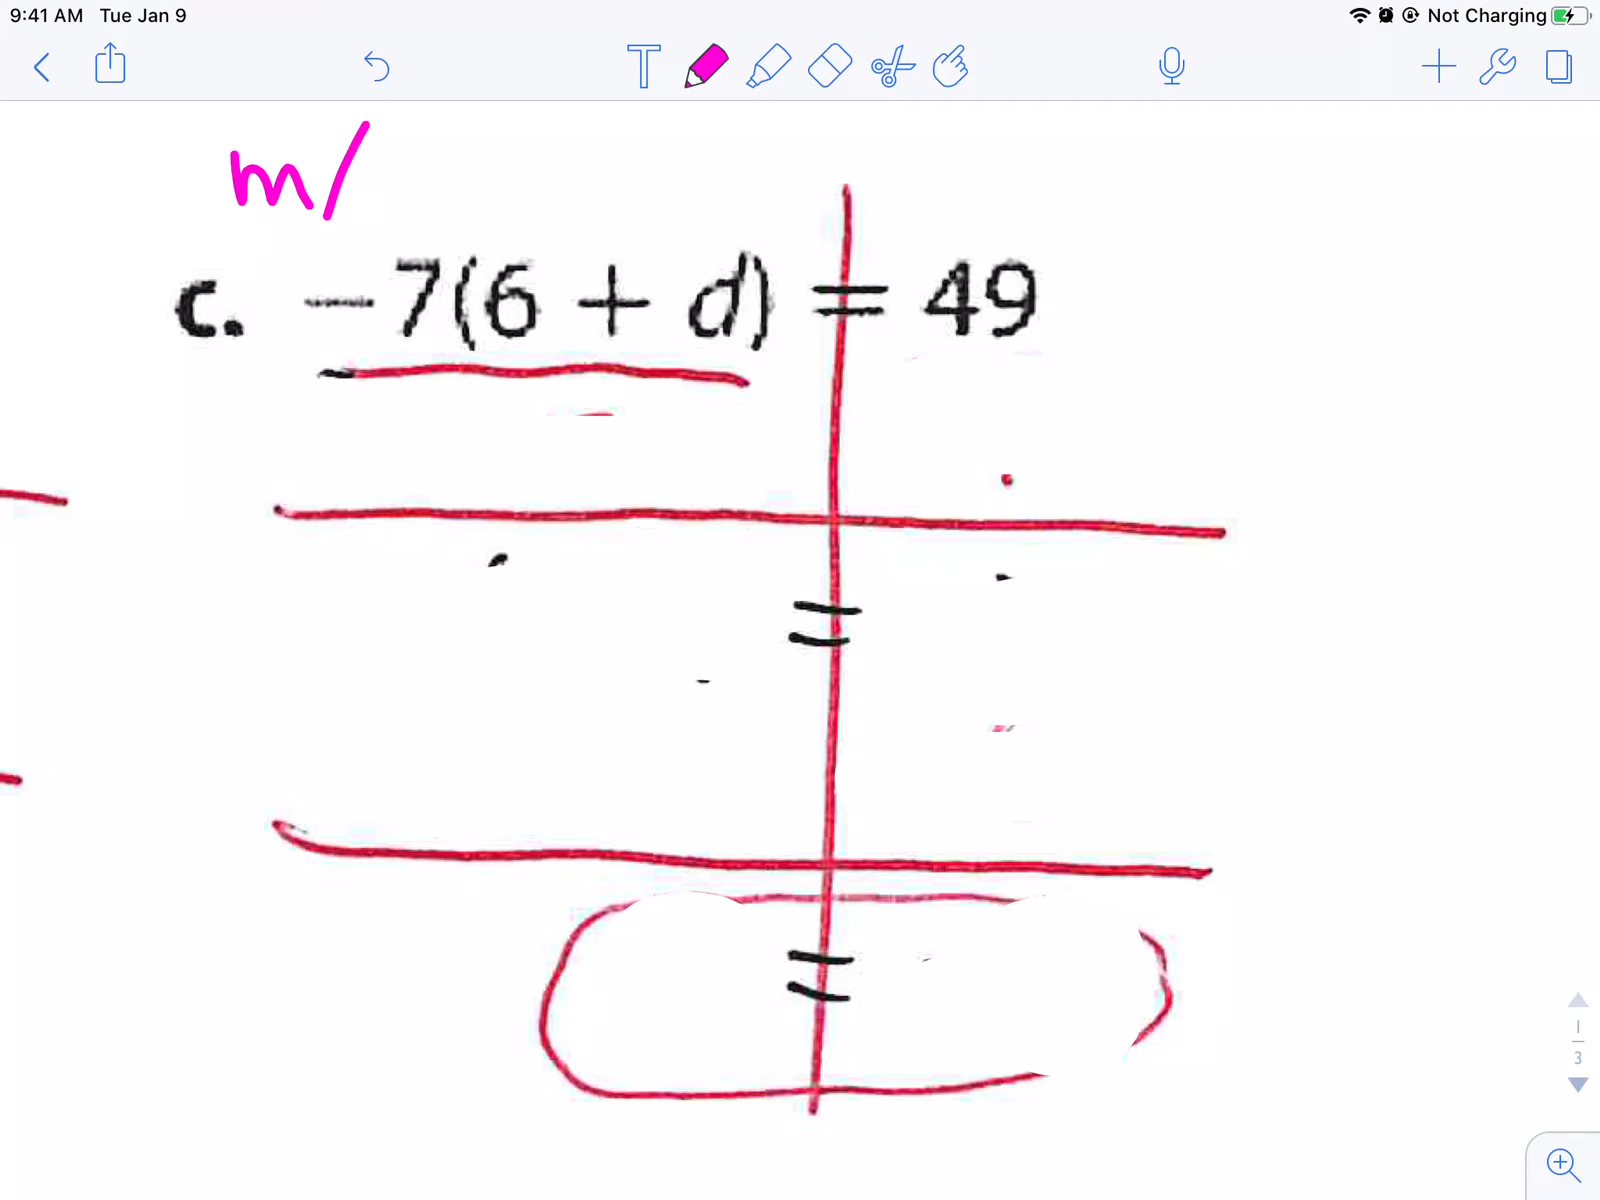 9:41 AM Tue Jan 9 Not Charging
T
m/
c. −7(6 + d) = 49
=
=
1
3